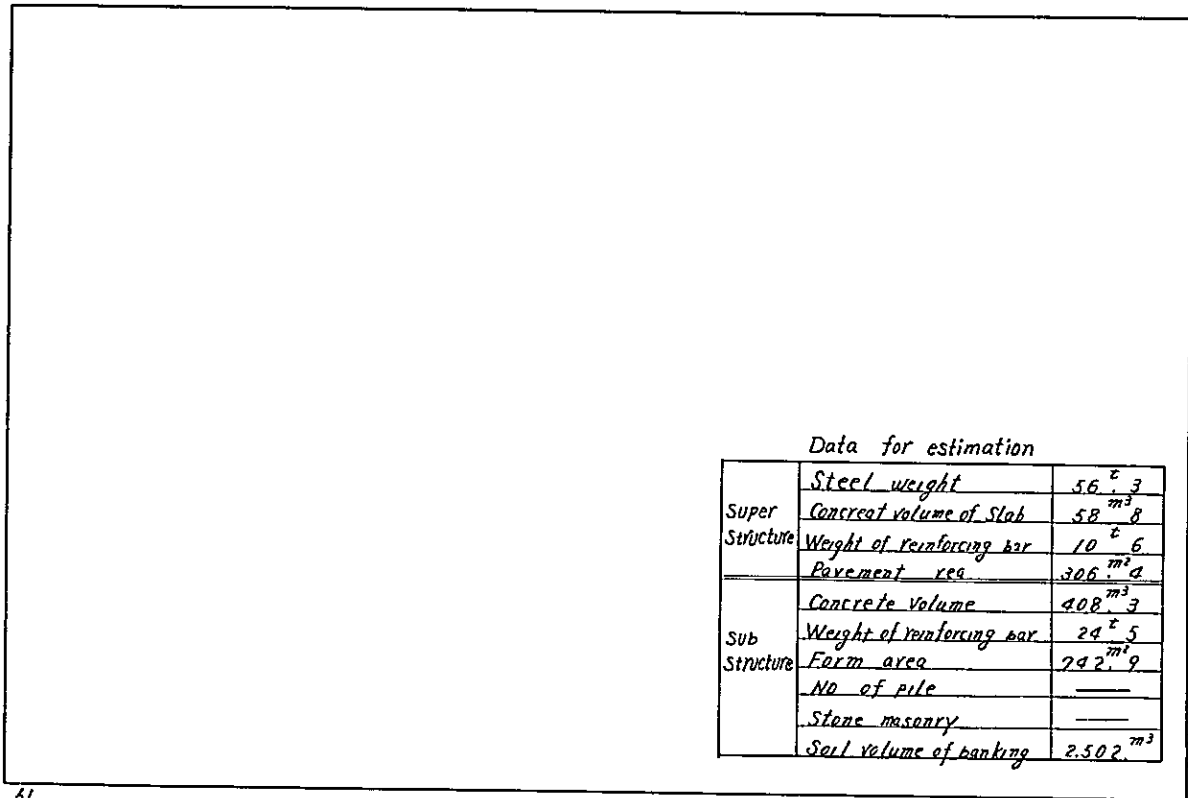 Data for estimation
Super Structure
Steel weight 56.t3
Concreat volume of Slab 58 m3 8
Weight of reinforcing bar 10 t 6
Pavement rea 306.m2 4
Sub Structure
Concrete Volume 408.m3 3
Weight of reinforcing bar 24 t 5
Form area 242.m2 9
No of pile —
Stone masonry —
Soil volume of banking 2.502.m3